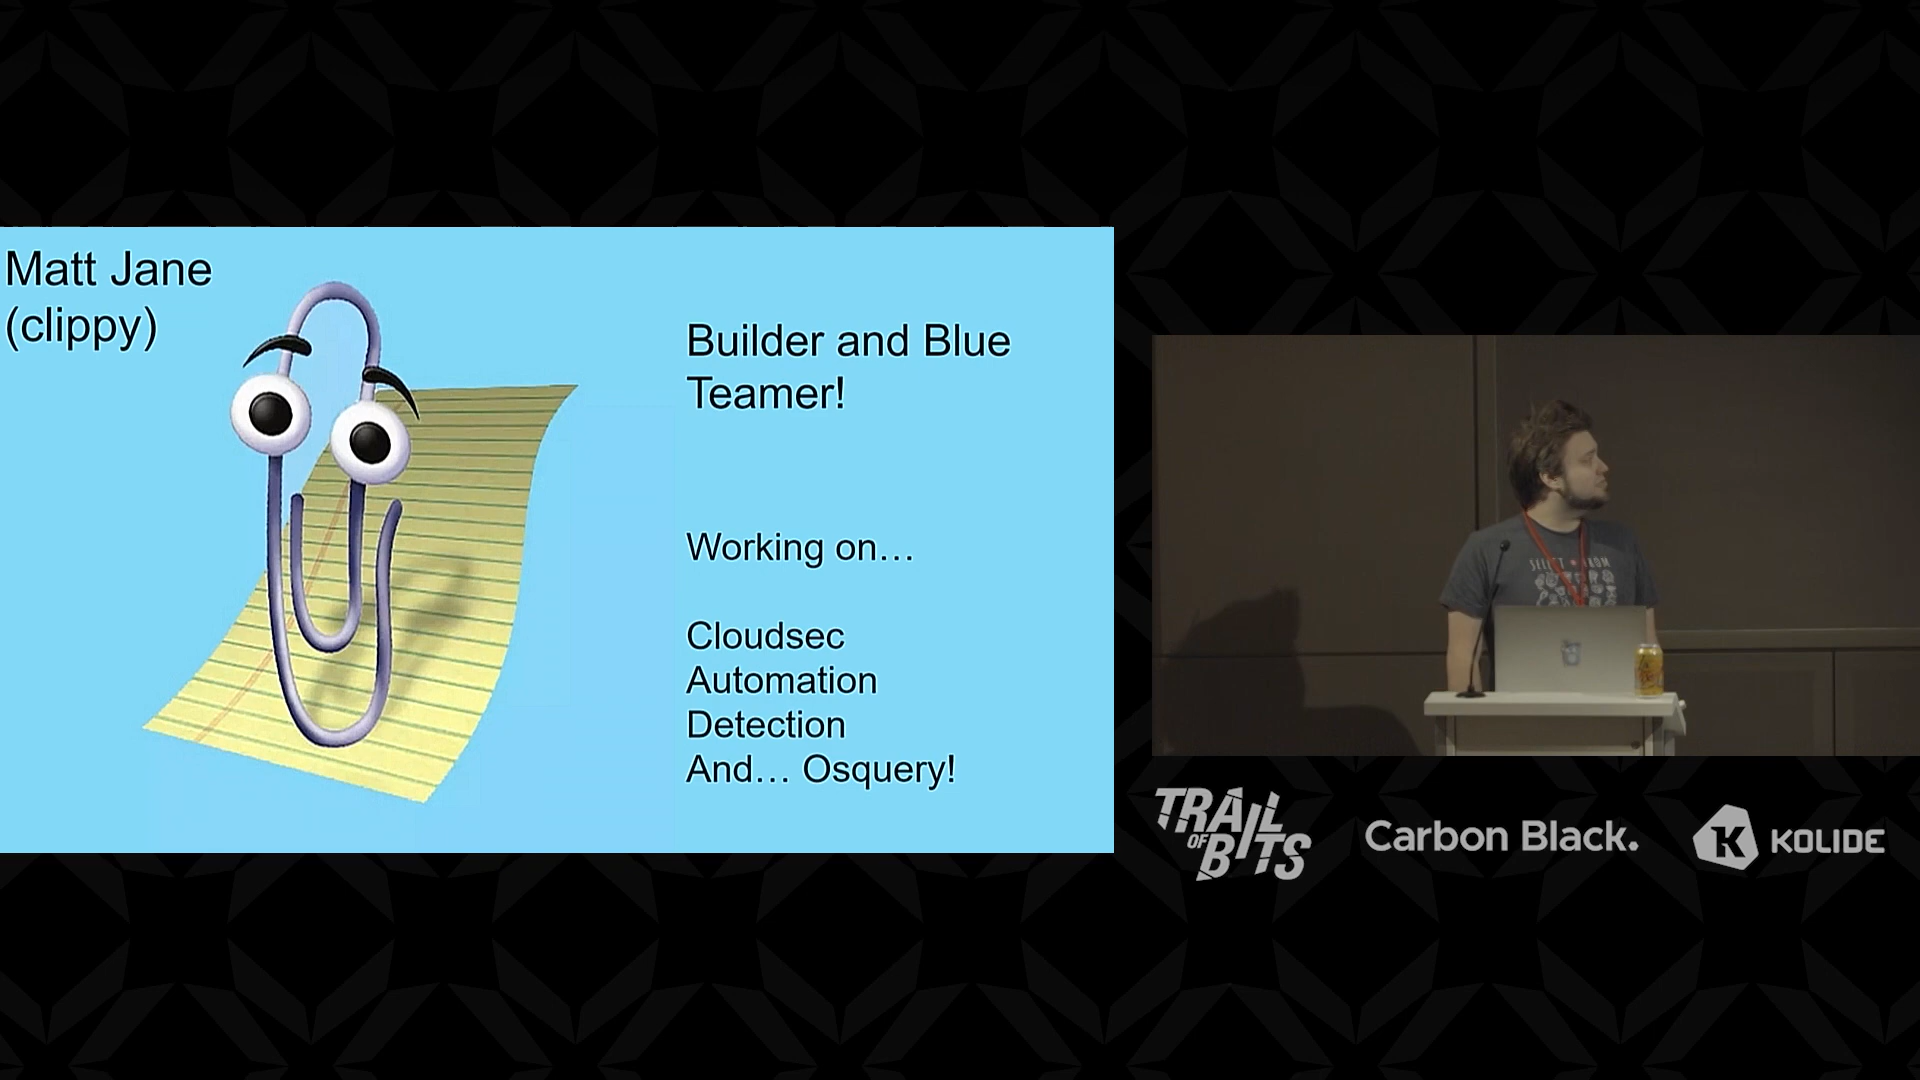 Matt Jane
(clippy)
Builder and Blue
Teamer!
Working on…
Cloudsec
Automation
Detection
And… Osquery!
TRAIL
OF
BITS
Carbon Black.
K KOLIDE